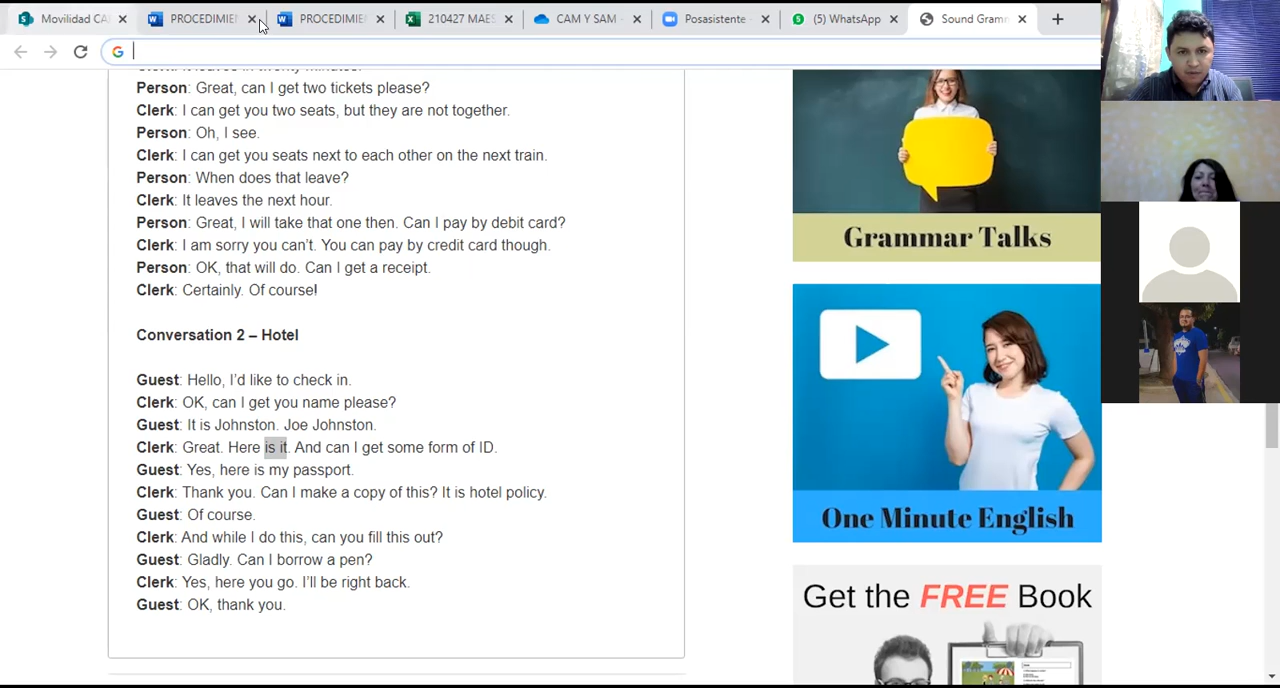 Movilidad CA
PROCEDIMIE
PROCEDIMIE
210427 MAES
CAM Y SAM -
Posasistente
(5) WhatsApp
Sound Gram
Person: Great, can I get two tickets please?
Clerk: I can get you two seats, but they are not together.
Person: Oh, I see.
Clerk: I can get you seats next to each other on the next train.
Person: When does that leave?
Clerk: It leaves the next hour.
Person: Great, I will take that one then. Can I pay by debit card?
Clerk: I am sorry you can't. You can pay by credit card though.
Person: OK, that will do. Can I get a receipt.
Clerk: Certainly. Of course!
Conversation 2 – Hotel
Guest: Hello, I'd like to check in.
Clerk: OK, can I get you name please?
Guest: It is Johnston. Joe Johnston.
Clerk: Great. Here is it. And can I get some form of ID.
Guest: Yes, here is my passport.
Clerk: Thank you. Can I make a copy of this? It is hotel policy.
Guest: Of course.
Clerk: And while I do this, can you fill this out?
Guest: Gladly. Can I borrow a pen?
Clerk: Yes, here you go. I'll be right back.
Guest: OK, thank you.
Grammar Talks
One Minute English
Get the FREE Book